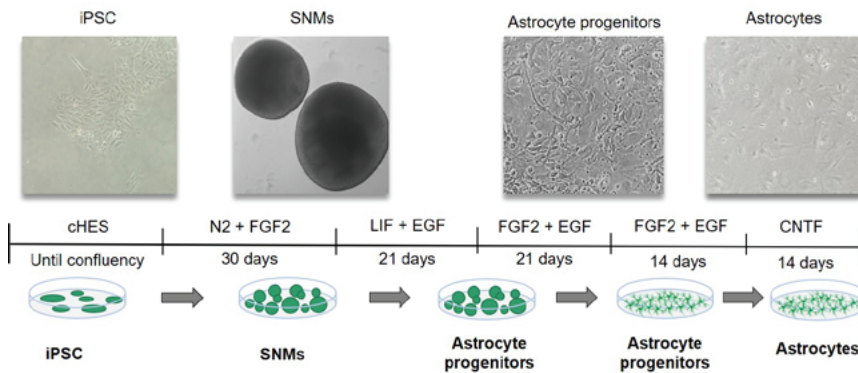 iPSC
SNMs
Astrocyte progenitors
Astrocytes
cHES
N2 + FGF2
LIF + EGF
FGF2 + EGF
FGF2 + EGF
CNTF
Until confluency
30 days
21 days
21 days
14 days
14 days
iPSC
SNMs
Astrocyte
progenitors
Astrocyte
progenitors
Astrocytes